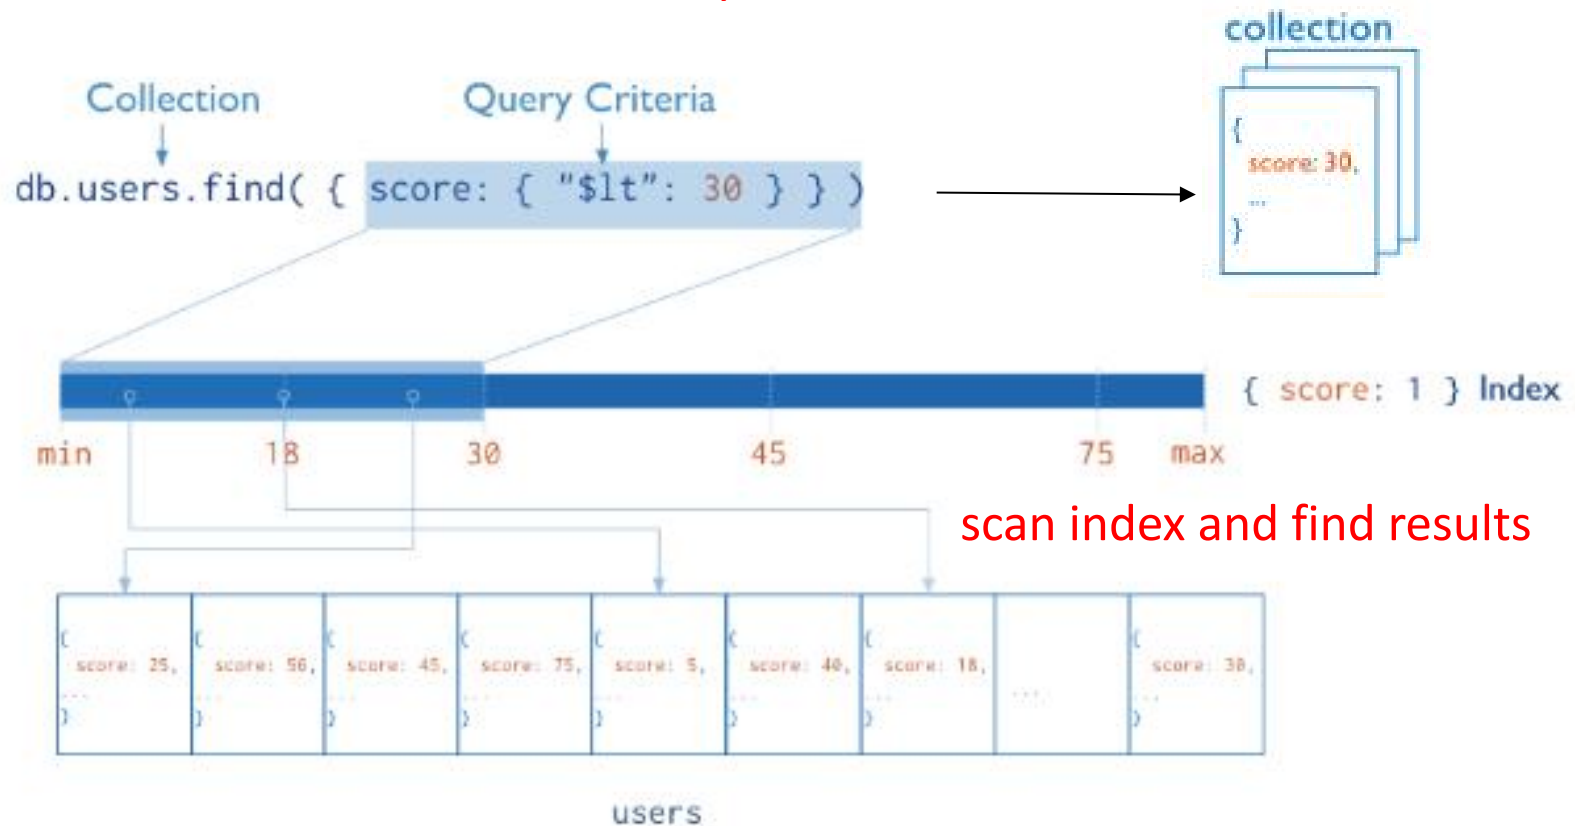 collection
Collection
Query Criteria
db.users.find( { score: { "$lt": 30 } } )
{
score: 30,
...
}
{ score: 1 } Index
min
18
30
45
75
max
scan index and find results
{
score: 25,
...
}
{
score: 56,
...
}
{
score: 45,
...
}
{
score: 75,
...
}
{
score: 5,
...
}
{
score: 40,
...
}
{
score: 18,
...
}
...
{
score: 30,
...
}
users